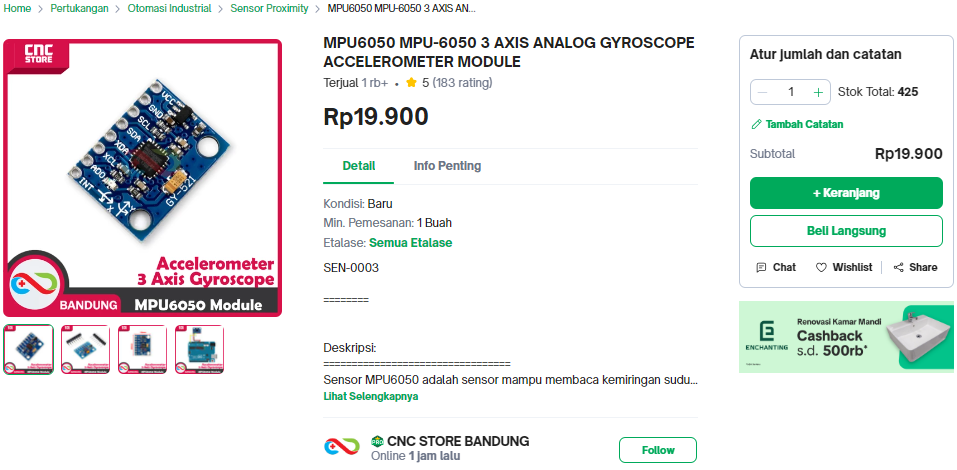 Home > Pertukangan > Otomasi Industrial > Sensor Proximity > MPU6050 MPU-6050 3 AXIS AN...
CNC
STORE
VCC
GND
SCL
SDA
XDA
XCL
ADO
INT
X
Y
GY-521
Accelerometer
3 Axis Gyroscope
BANDUNG MPU6050 Module
MPU6050 MPU-6050 3 AXIS ANALOG GYROSCOPE
ACCELEROMETER MODULE
Terjual 1 rb+ • 5 (183 rating)
Rp19.900
Detail Info Penting
Kondisi: Baru
Min. Pemesanan: 1 Buah
Etalase: Semua Etalase
SEN-0003
========
Deskripsi:
=================================
Sensor MPU6050 adalah sensor mampu membaca kemiringan sudu...
Lihat Selengkapnya
PRO CNC STORE BANDUNG
Online 1 jam lalu
Follow
Atur jumlah dan catatan
1 + Stok Total: 425
Tambah Catatan
Subtotal Rp19.900
+ Keranjang
Beli Langsung
Chat Wishlist Share
ENCHANTING
Renovasi Kamar Mandi
Cashback
s.d. 500rb*